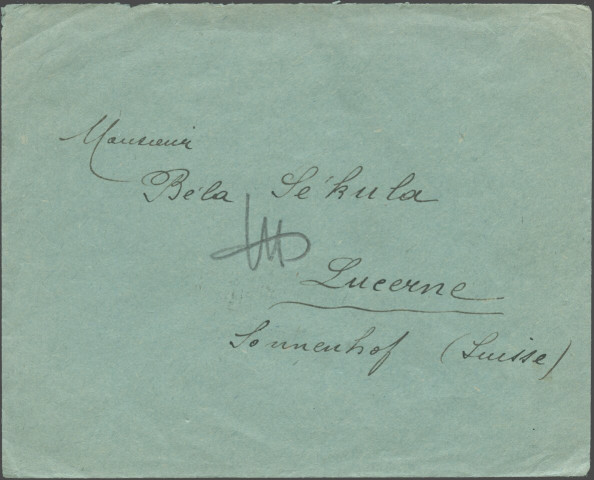 Monsieur
Béla Sékula
Lucerne
Sonnenhof (Suisse)